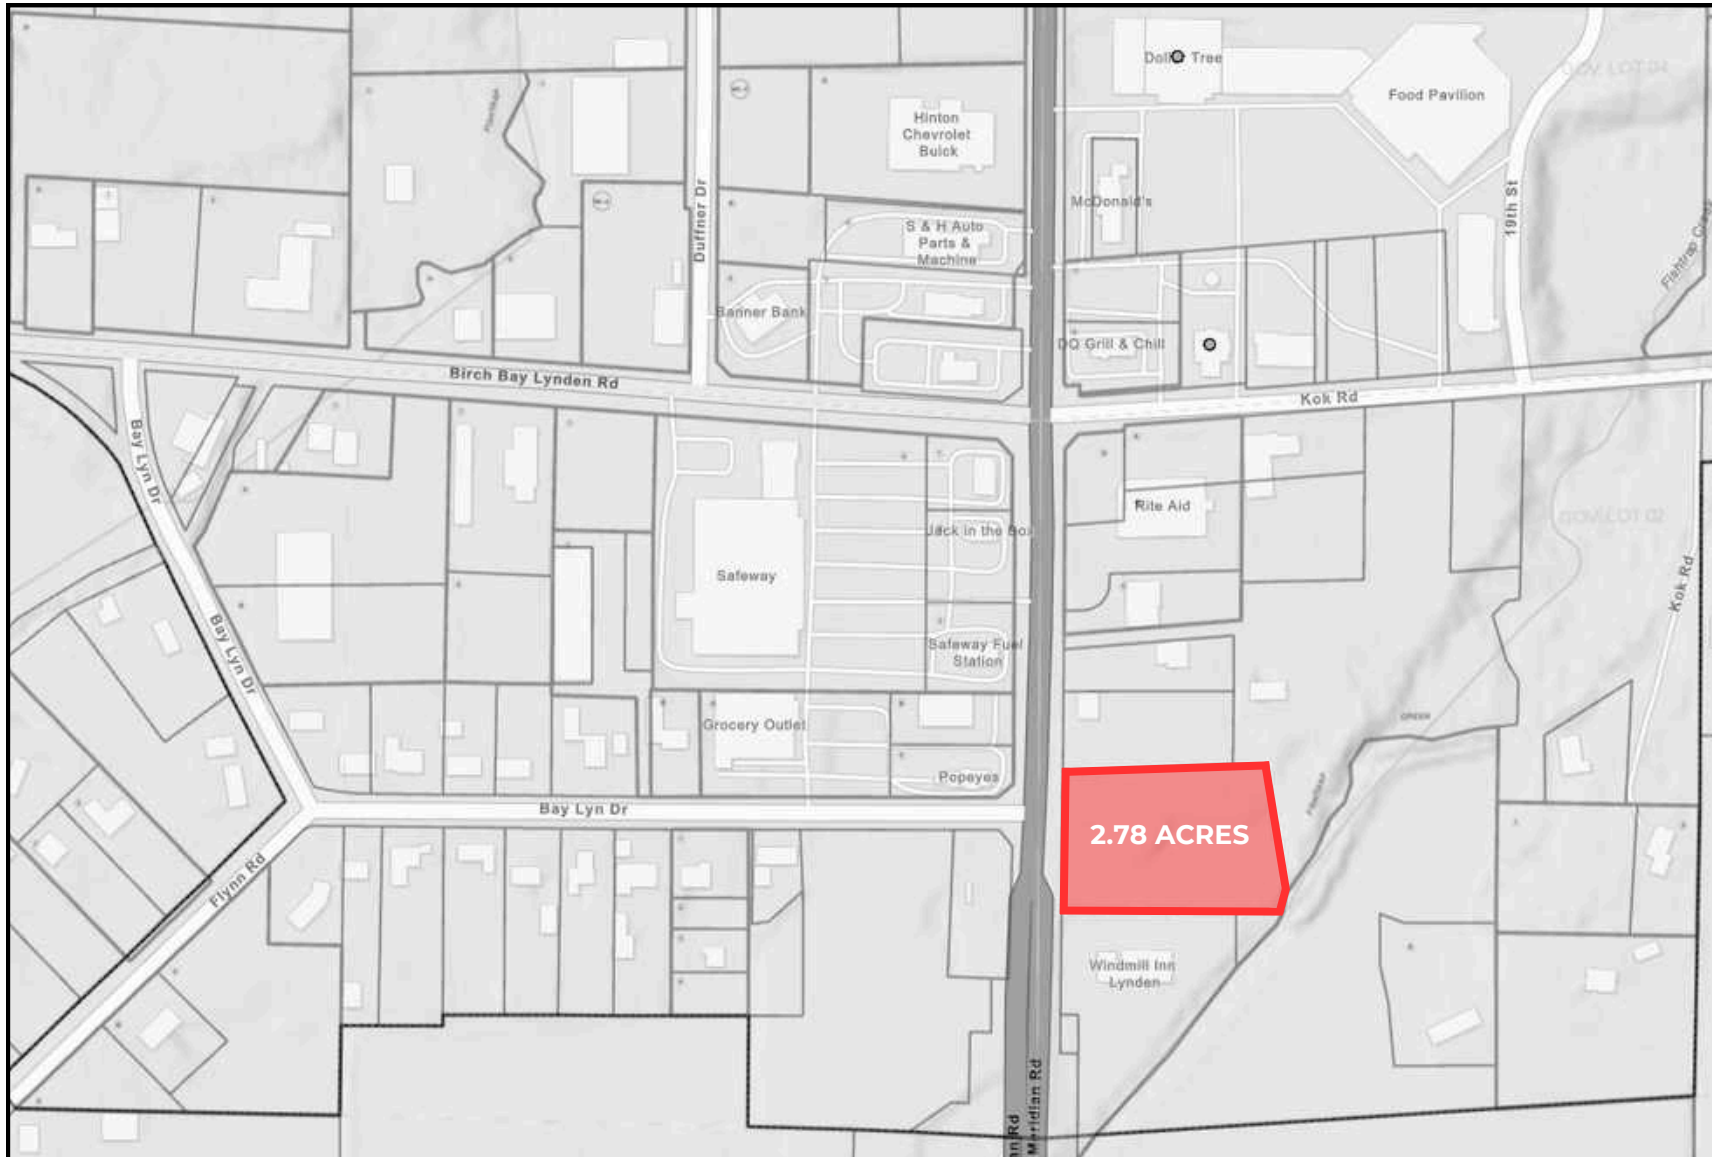 Dollar Tree
Food Pavilion
Hinton
Chevrolet
Buick
McDonald's
Duffner Dr
19th St
S & H Auto
Parts &
Machine
Banner Bank
DQ Grill & Chill
Birch Bay Lynden Rd
Kok Rd
Bay Lyn Dr
Rite Aid
Jack in the Box
Safeway
Kok Rd
Bay Lyn Dr
Safeway Fuel
Station
Grocery Outlet
CREEK
Popeyes
Bay Lyn Dr
2.78 ACRES
Flynn Rd
Windmill Inn
Lynden
Meridian Rd